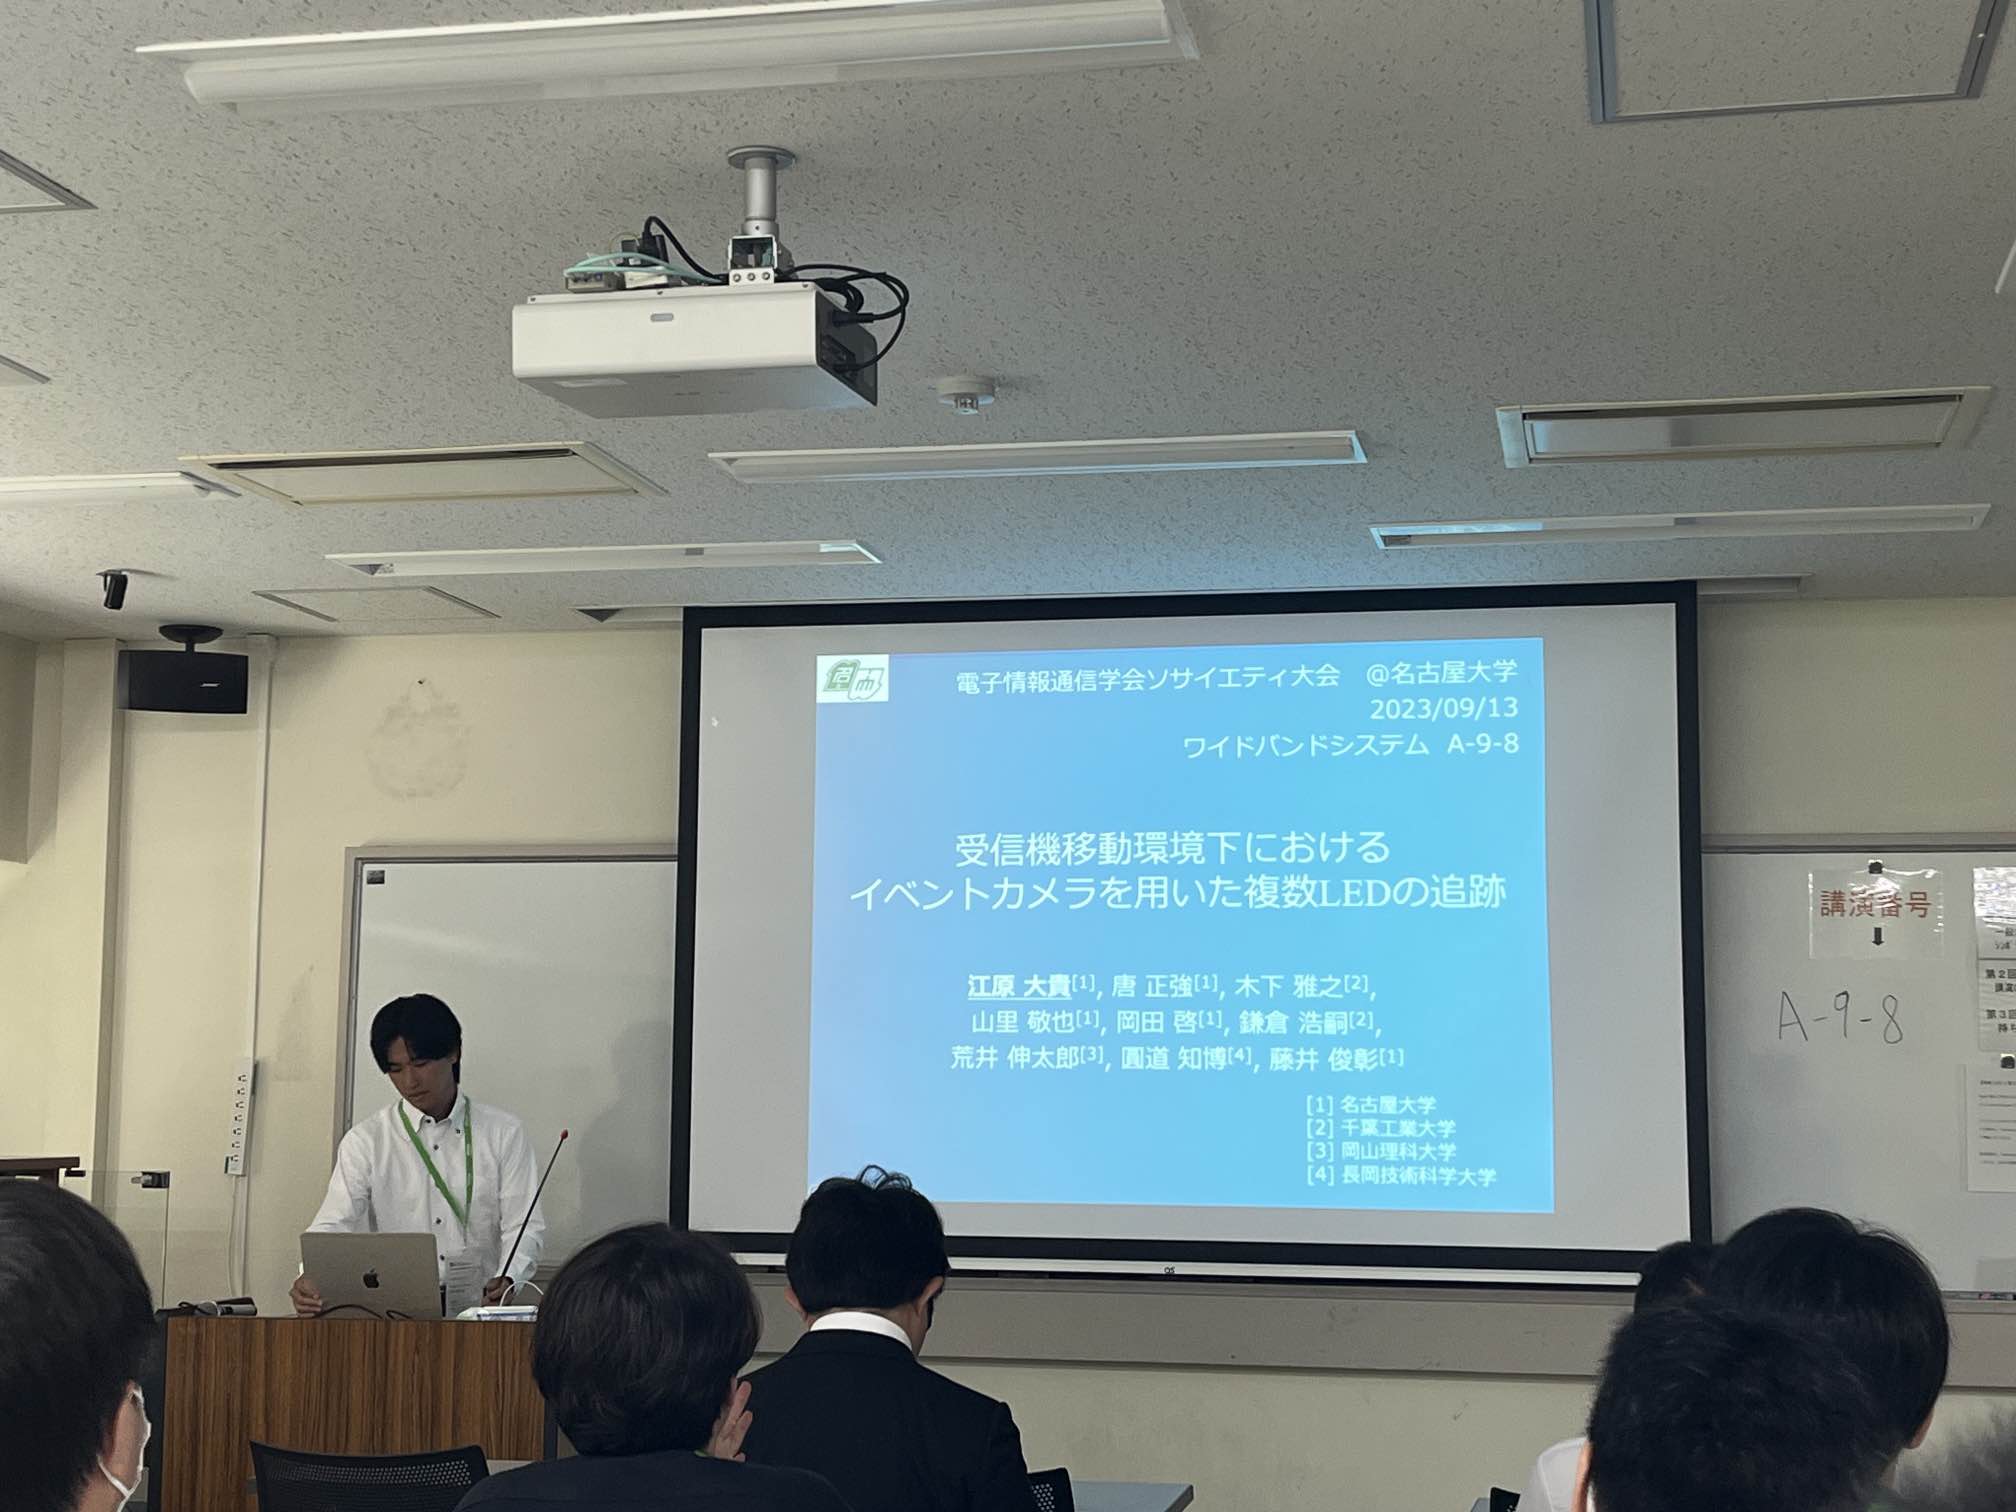 電子情報通信学会ソサイエティ大会　@名古屋大学
2023/09/13
ワイドバンドシステム A-9-8
受信機移動環境下における
イベントカメラを用いた複数LEDの追跡
江原 大貴[1], 唐 正強[1], 木下 雅之[2],
山里 敬也[1], 岡田 啓[1], 鎌倉 浩嗣[2],
荒井 伸太郎[3], 圓道 知博[4], 藤井 俊彰[1]
[1] 名古屋大学
[2] 千葉工業大学
[3] 岡山理科大学
[4] 長岡技術科学大学
講演番号
↓
A-9-8
第2回
第3回